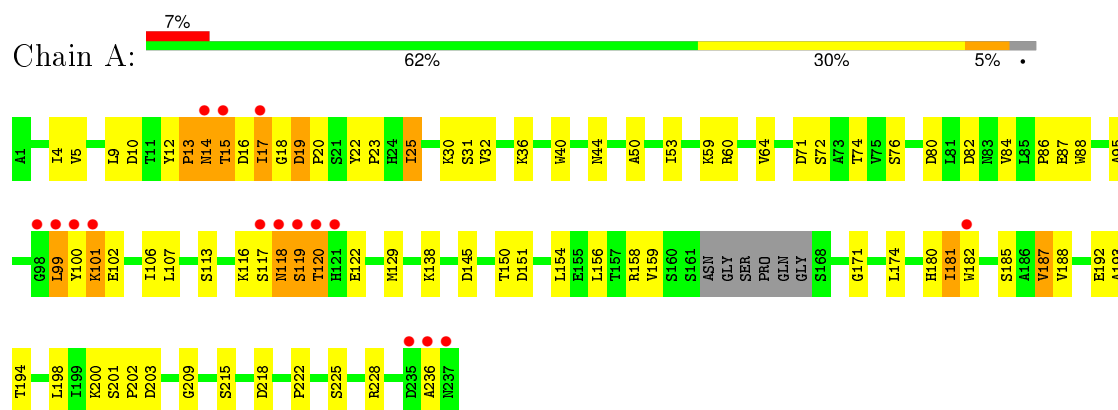 7%
Chain A:
62% 30% 5% •
A1 I4 V5 L9 D10 T11 Y12 P13 N14 T15 D16 I17 G18 D19 P20 S21 Y22 P23 H24 I25 K30 S31 V32 K36 W40 N44 A50 I53 K59 R60 V64 D71 S72 A73 T74 V75 S76 D80 L81 D82 N83 V84 L85 P86 E87 W88 A95
G98 L99 Y100 K101 E102 I106 L107 S113 K116 S117 N118 S119 T120 H121 E122 M129 K138 D145 T150 D151 L154 E155 L156 T157 R158 V159 S160 S161 ASN GLY SER PRO GLN GLY S168 G171 L174 H180 I181 W182 S185 A186 V187 V188 E192 A193
T194 L198 I199 K200 S201 P202 D203 G209 S215 D218 P222 S225 R228 D235 A236 N237